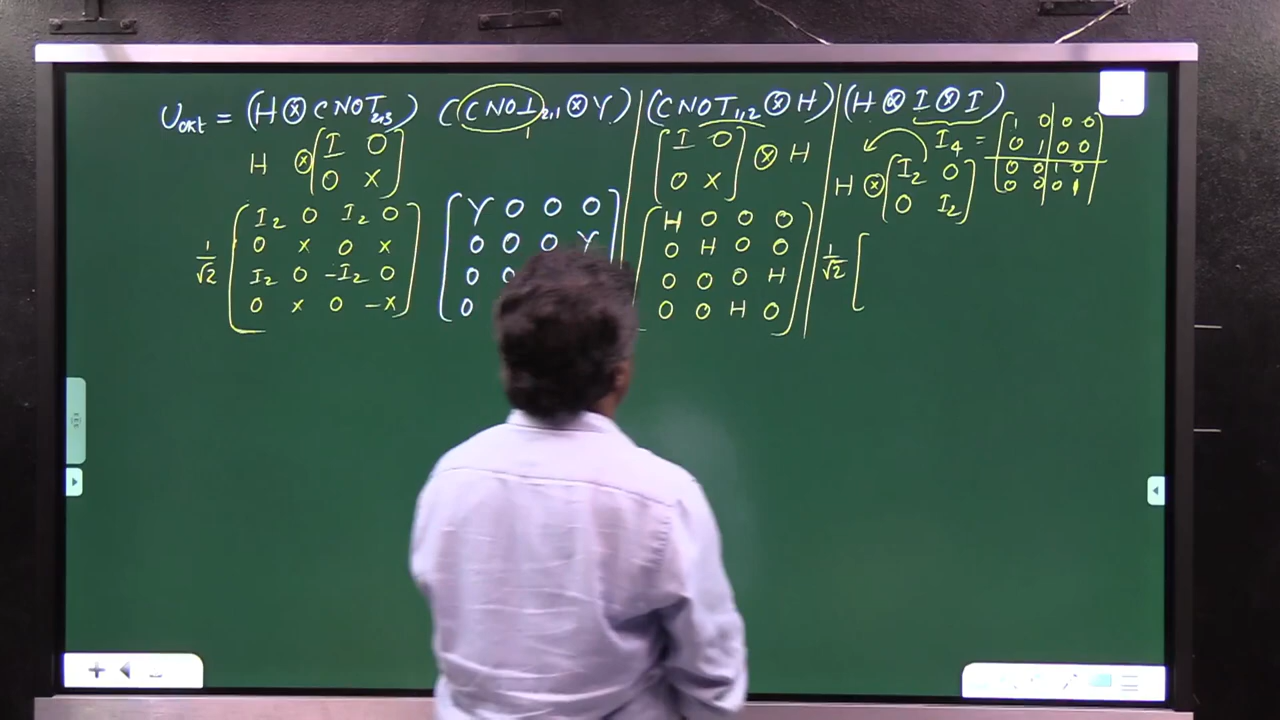 U_ckt = (H ⊗ CNOT_2,3) (CNOT_2,1 ⊗ Y) (CNOT_1,2 ⊗ H) (H ⊗ I ⊗ I)
H ⊗ [I 0; 0 X]
[I 0; 0 X] ⊗ H
I_4 = [1 0 0 0; 0 1 0 0; 0 0 1 0; 0 0 0 1]
H ⊗ [I_2 0; 0 I_2]
1/√2 [I_2 0 I_2 0; 0 X 0 X; I_2 0 -I_2 0; 0 X 0 -X]
[Y 0 0 0; 0 0 0 Y; 0 0; 0]
[H 0 0 0; 0 H 0 0; 0 0 0 H; 0 0 H 0]
1/√2 [